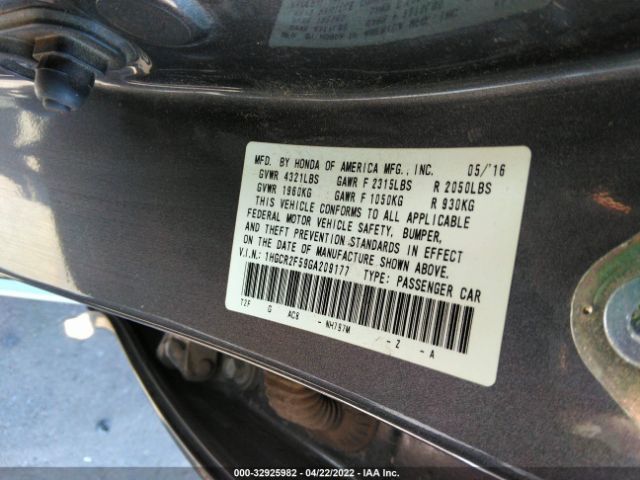 MFD. BY HONDA OF AMERICA MFG., INC. 05/'16
GVWR 4321LBS GAWR F 2315LBS R 2050LBS
GVWR 1960KG GAWR F 1050KG R 930KG
THIS VEHICLE CONFORMS TO ALL APPLICABLE
FEDERAL MOTOR VEHICLE SAFETY, BUMPER,
AND THEFT PREVENTION STANDARDS IN EFFECT
ON THE DATE OF MANUFACTURE SHOWN ABOVE.
V.I.N.: 1HGCR2F59GA209177 TYPE: PASSENGER CAR
T2F G AC8 - NH797M - Z - A
000-32925982 - 04/22/2022 - IAA Inc.